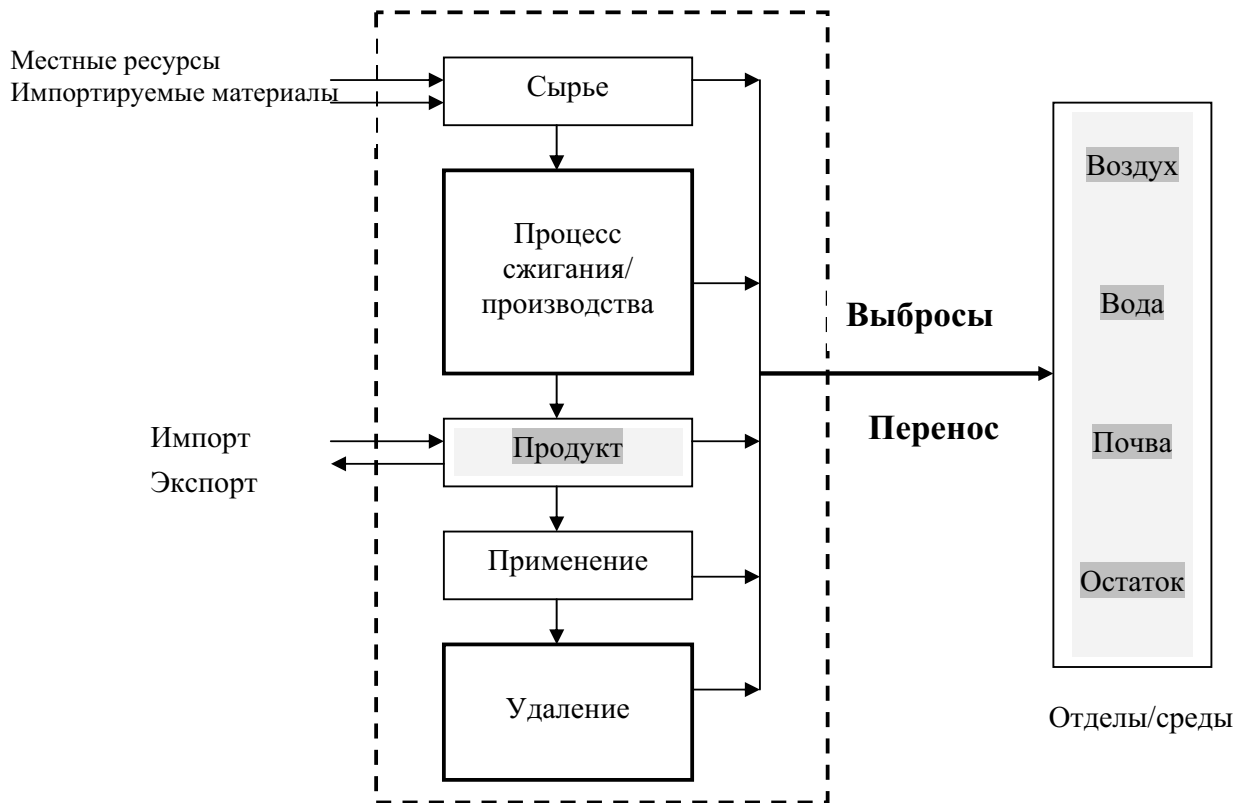 Местные ресурсы
Импортируемые материалы
Сырье
Процесс
сжигания/
производства
Импорт
Экспорт
Продукт
Применение
Удаление
Выбросы
Перенос
Воздух
Вода
Почва
Остаток
Отделы/среды